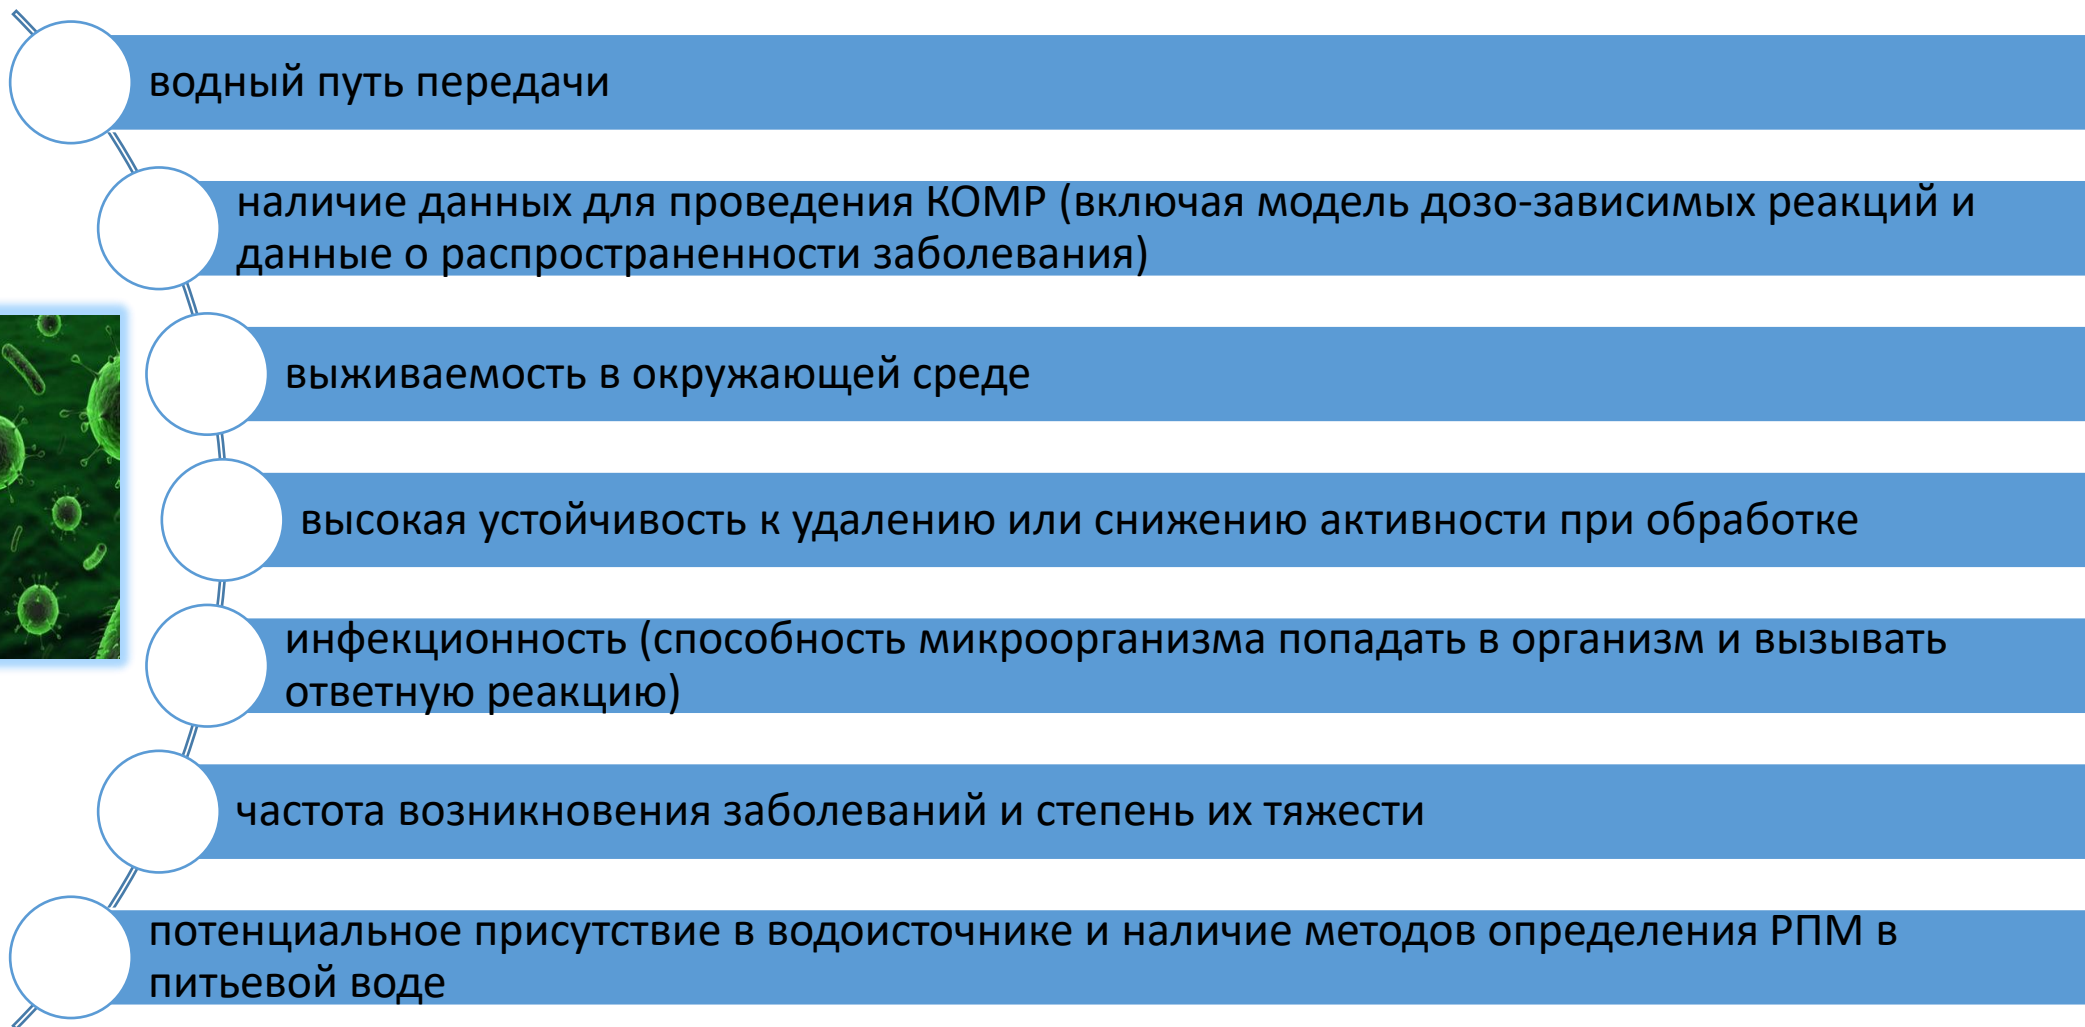 водный путь передачи
наличие данных для проведения КОМР (включая модель дозо-зависимых реакций и
данные о распространенности заболевания)
выживаемость в окружающей среде
высокая устойчивость к удалению или снижению активности при обработке
инфекционность (способность микроорганизма попадать в организм и вызывать
ответную реакцию)
частота возникновения заболеваний и степень их тяжести
потенциальное присутствие в водоисточнике и наличие методов определения РПМ в
питьевой воде